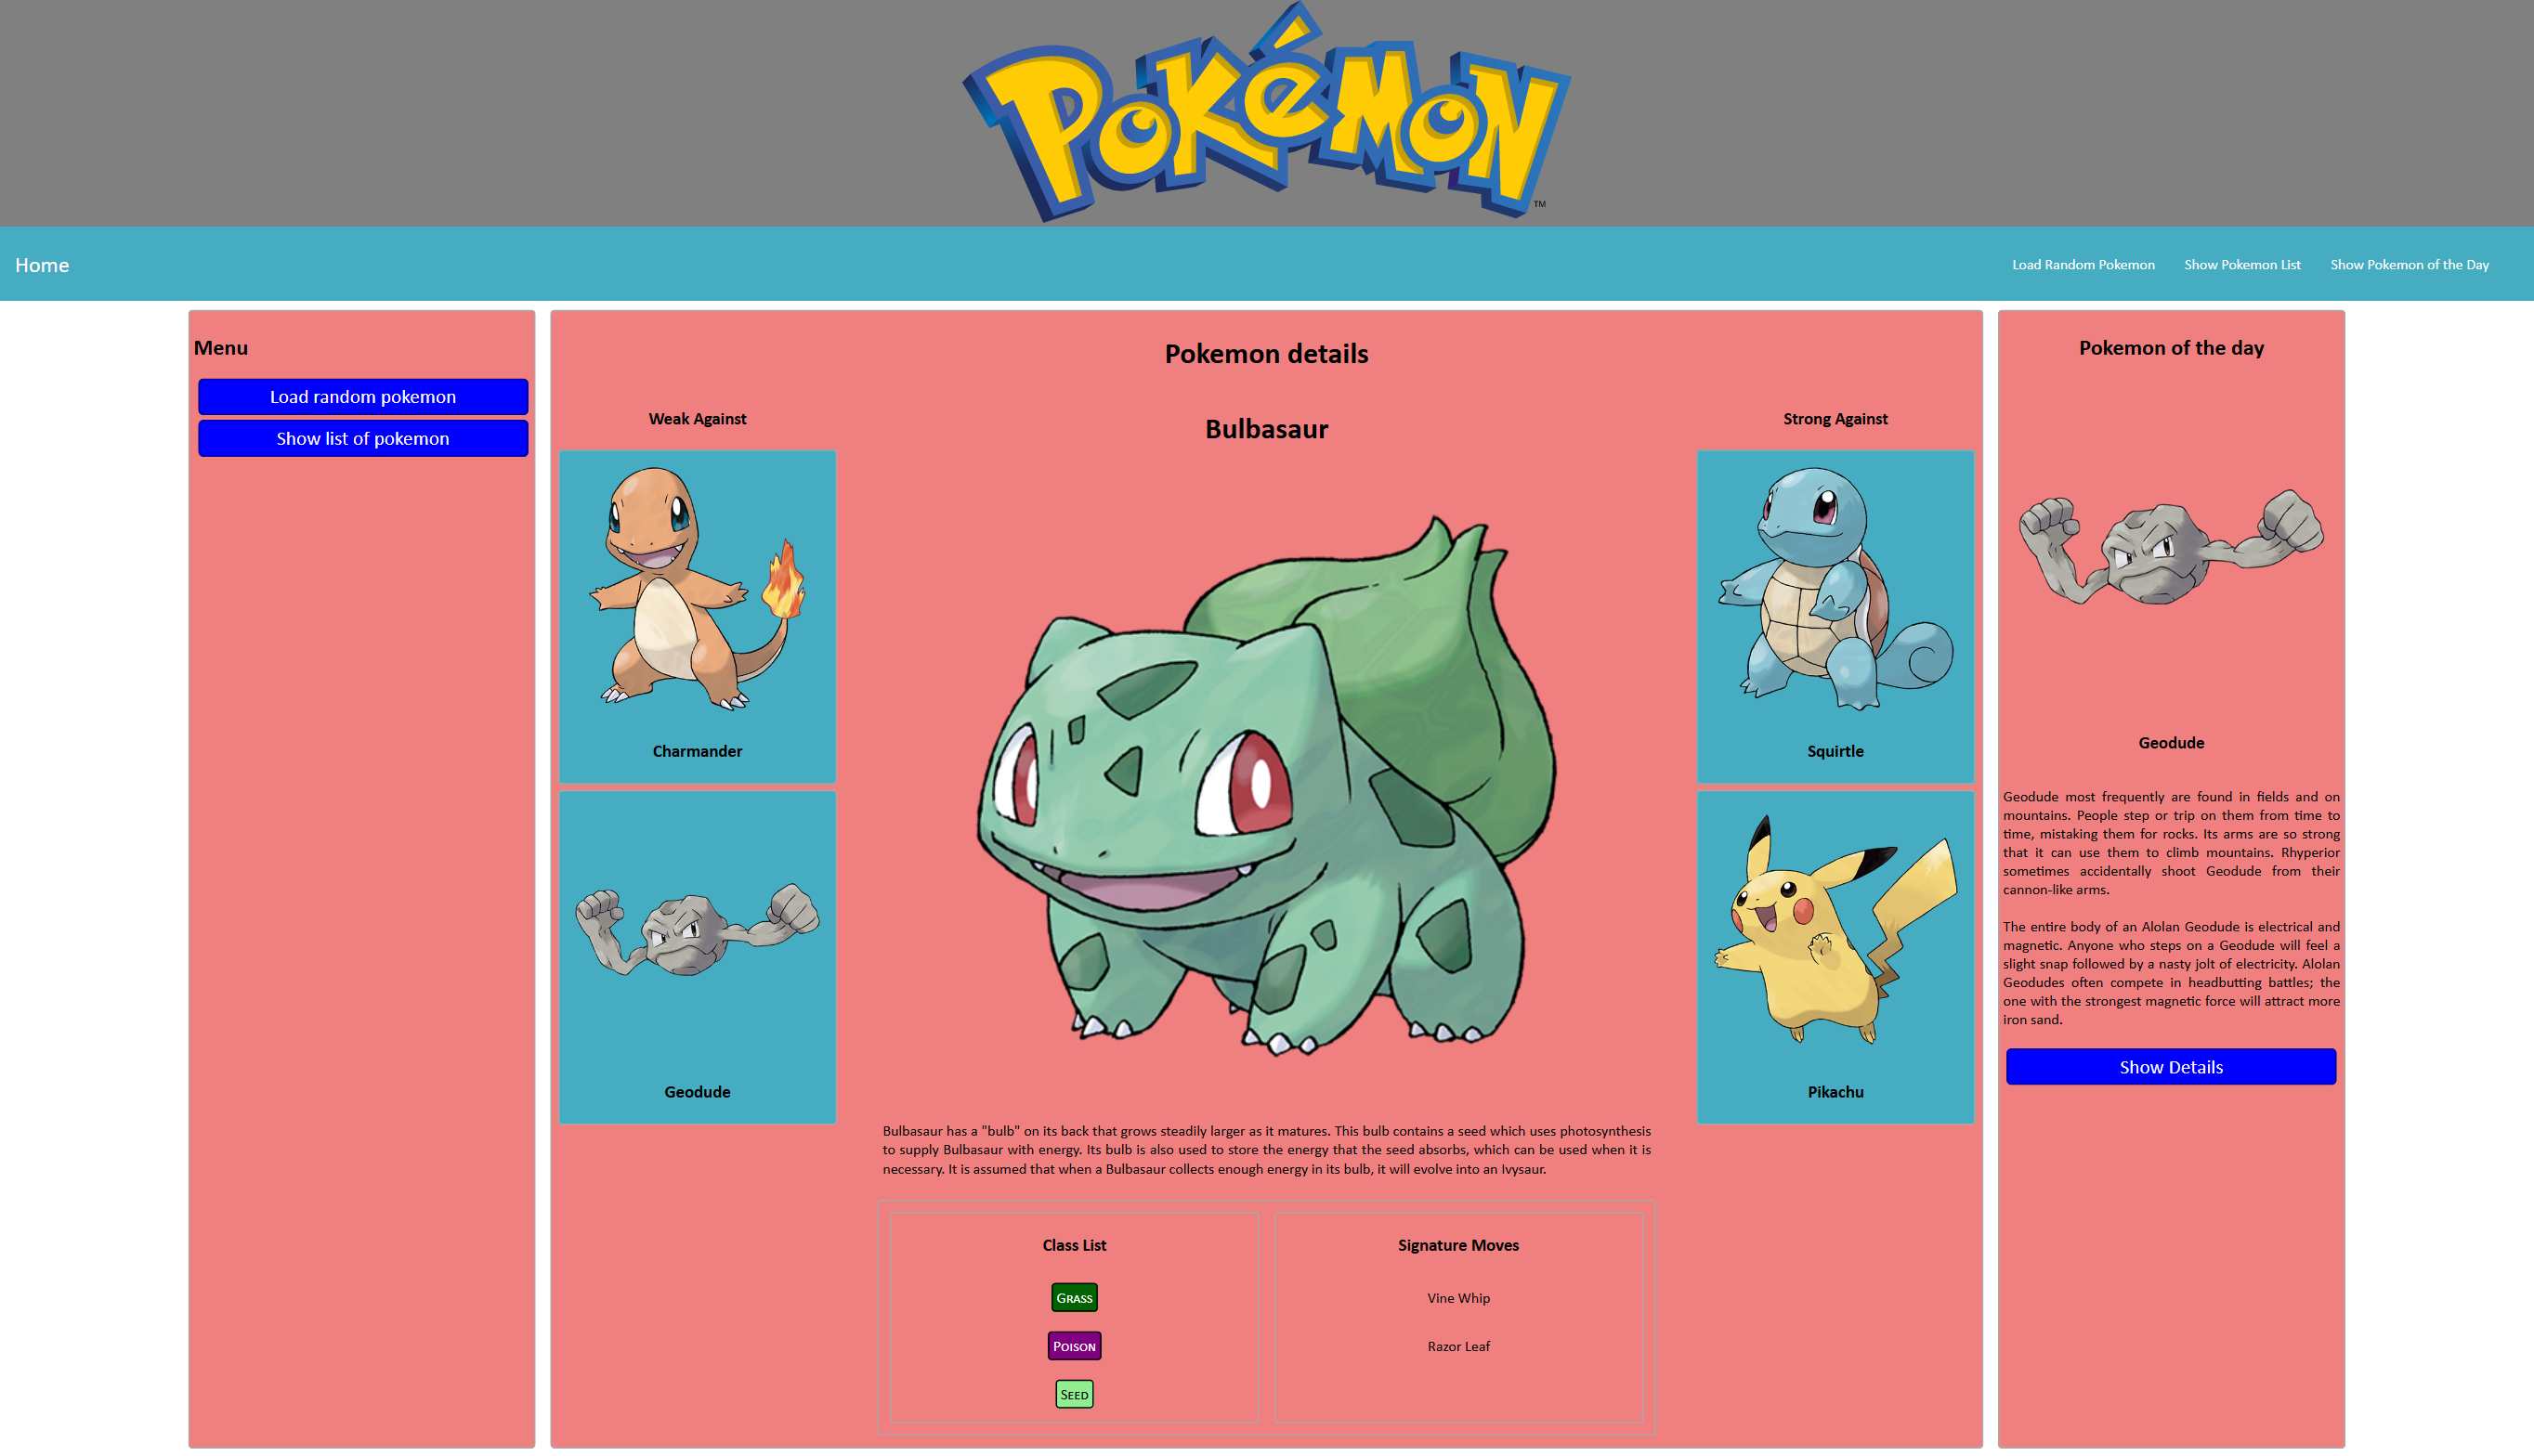 POKéMON
TM
Home
Load Random Pokemon
Show Pokemon List
Show Pokemon of the Day
Menu
Load random pokemon
Show list of pokemon
Pokemon details
Weak Against
Charmander
Geodude
Bulbasaur
Bulbasaur has a "bulb" on its back that grows steadily larger as it matures. This bulb contains a seed which uses photosynthesis
to supply Bulbasaur with energy. Its bulb is also used to store the energy that the seed absorbs, which can be used when it is
necessary. It is assumed that when a Bulbasaur collects enough energy in its bulb, it will evolve into an Ivysaur.
Class List
Grass
Poison
Seed
Signature Moves
Vine Whip
Razor Leaf
Strong Against
Squirtle
Pikachu
Pokemon of the day
Geodude
Geodude most frequently are found in fields and on
mountains. People step or trip on them from time to
time, mistaking them for rocks. Its arms are so strong
that it can use them to climb mountains. Rhyperior
sometimes accidentally shoot Geodude from their
cannon-like arms.
The entire body of an Alolan Geodude is electrical and
magnetic. Anyone who steps on a Geodude will feel a
slight snap followed by a nasty jolt of electricity. Alolan
Geodudes often compete in headbutting battles; the
one with the strongest magnetic force will attract more
iron sand.
Show Details